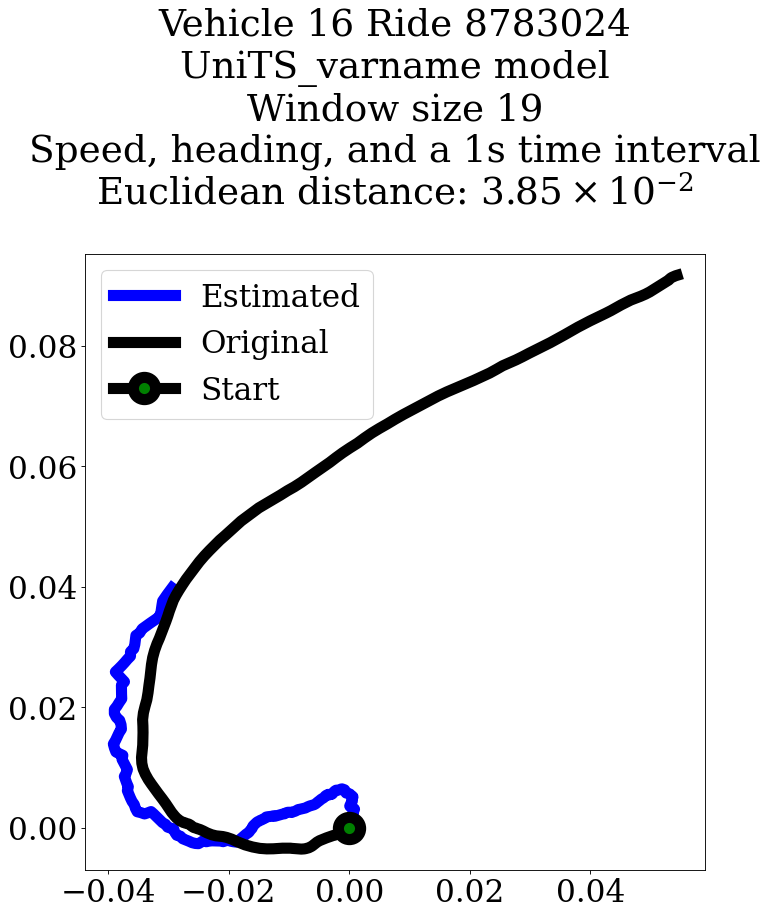 Vehicle 16 Ride 8783024
UniTS_varname model
Window size 19
Speed, heading, and a 1s time interval
Euclidean distance: 3.85 × 10⁻²
Estimated
Original
Start
0.08
0.06
0.04
0.02
0.00
−0.04 −0.02 0.00 0.02 0.04